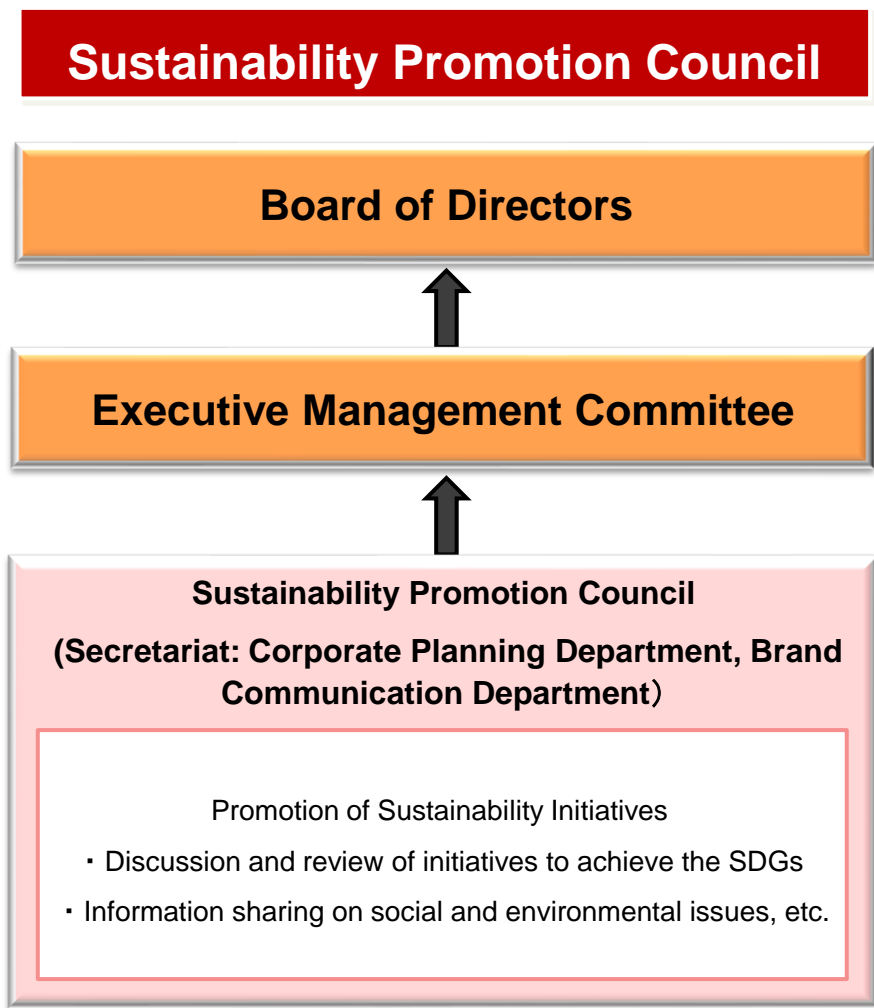 Sustainability Promotion Council
Board of Directors
Executive Management Committee
Sustainability Promotion Council
(Secretariat: Corporate Planning Department, Brand
Communication Department）
Promotion of Sustainability Initiatives
・Discussion and review of initiatives to achieve the SDGs
・Information sharing on social and environmental issues, etc.